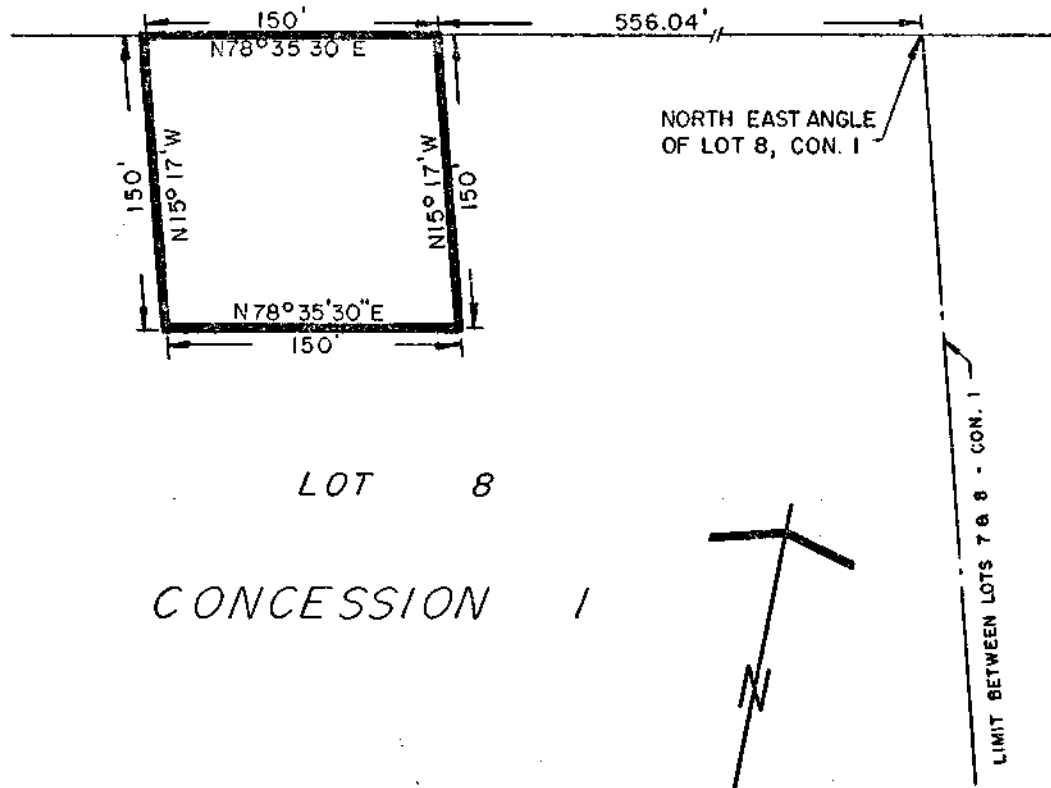 150'
556.04'
N78° 35 30 E
NORTH EAST ANGLE
OF LOT 8, CON. 1
150'
N15° 17' W
N15° 17' W
150'
N78°35'30"E
150'
LOT 8
CONCESSION 1
N
LIMIT BETWEEN LOTS 7 & 8 - CON. 1